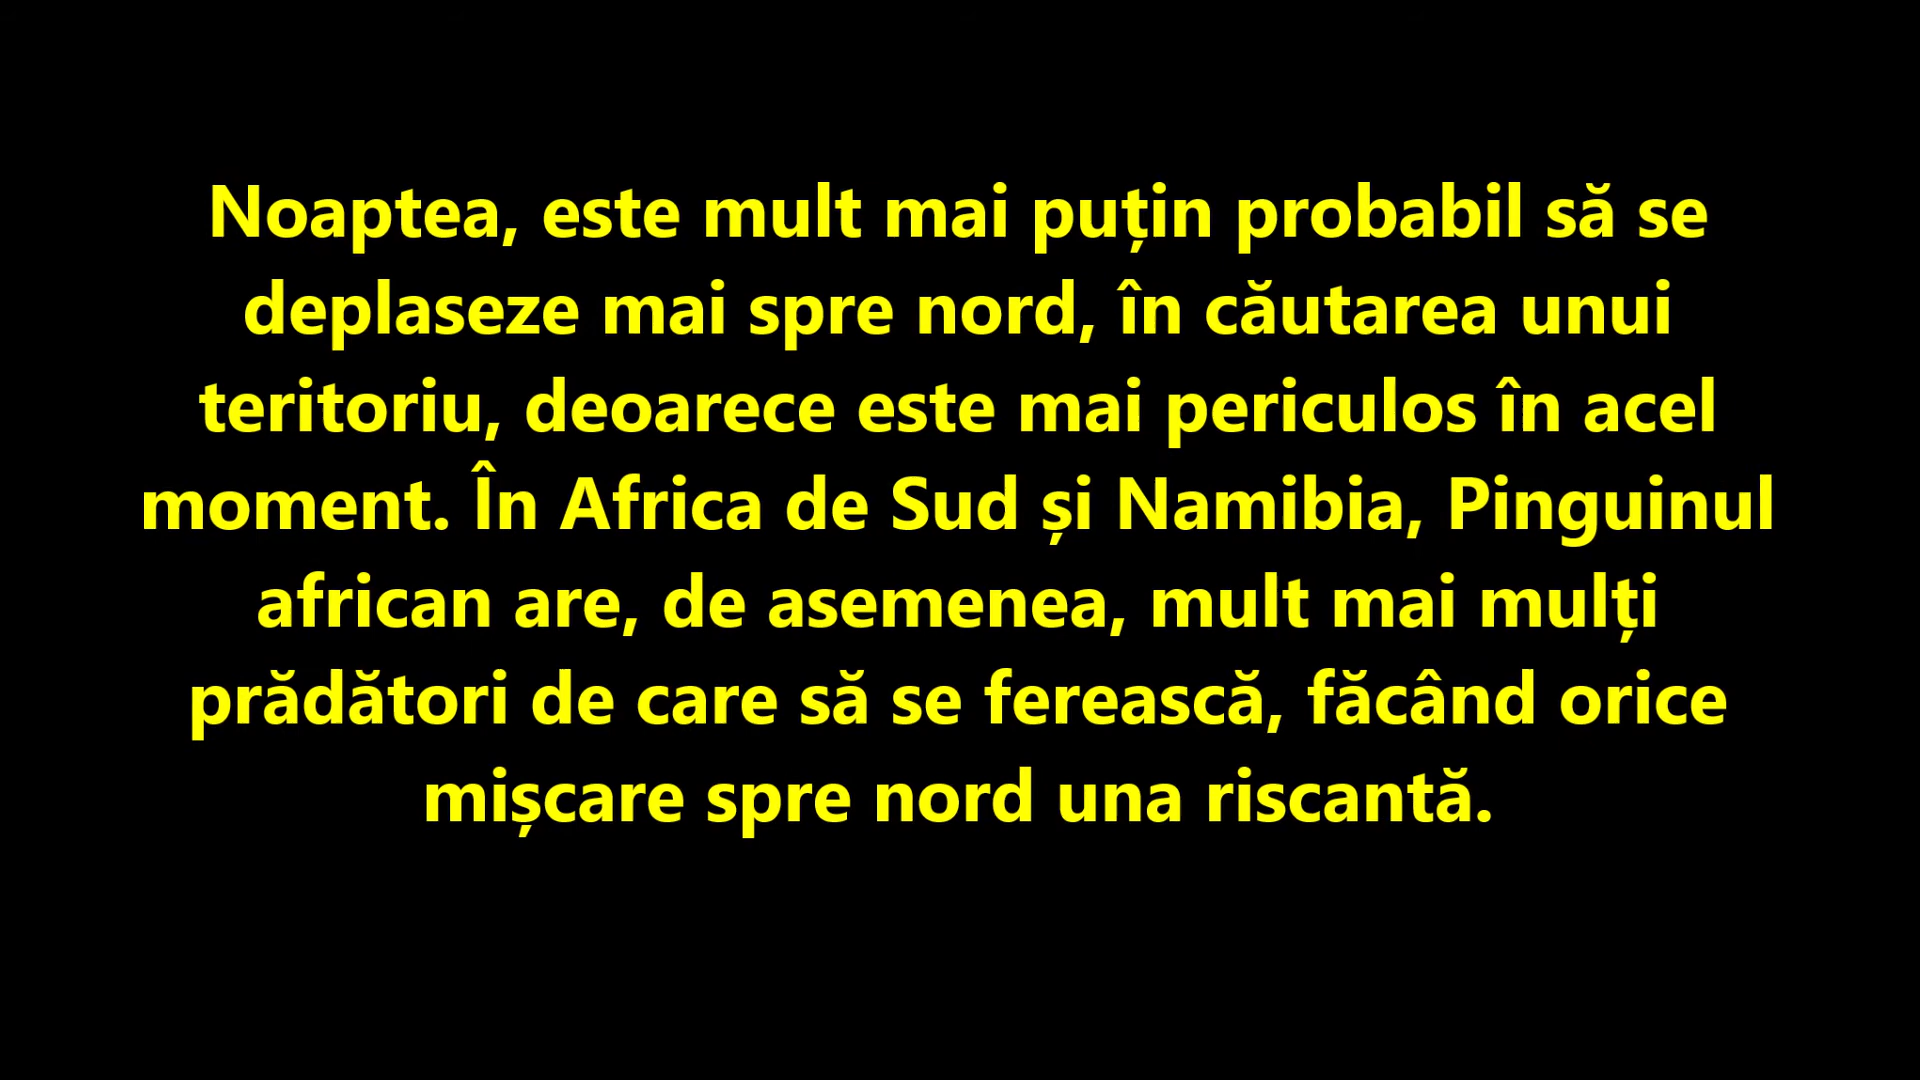 Noaptea, este mult mai puțin probabil să se
deplaseze mai spre nord, în căutarea unui
teritoriu, deoarece este mai periculos în acel
moment. În Africa de Sud și Namibia, Pinguinul
african are, de asemenea, mult mai mulți
prădători de care să se ferească, făcând orice
mișcare spre nord una riscantă.